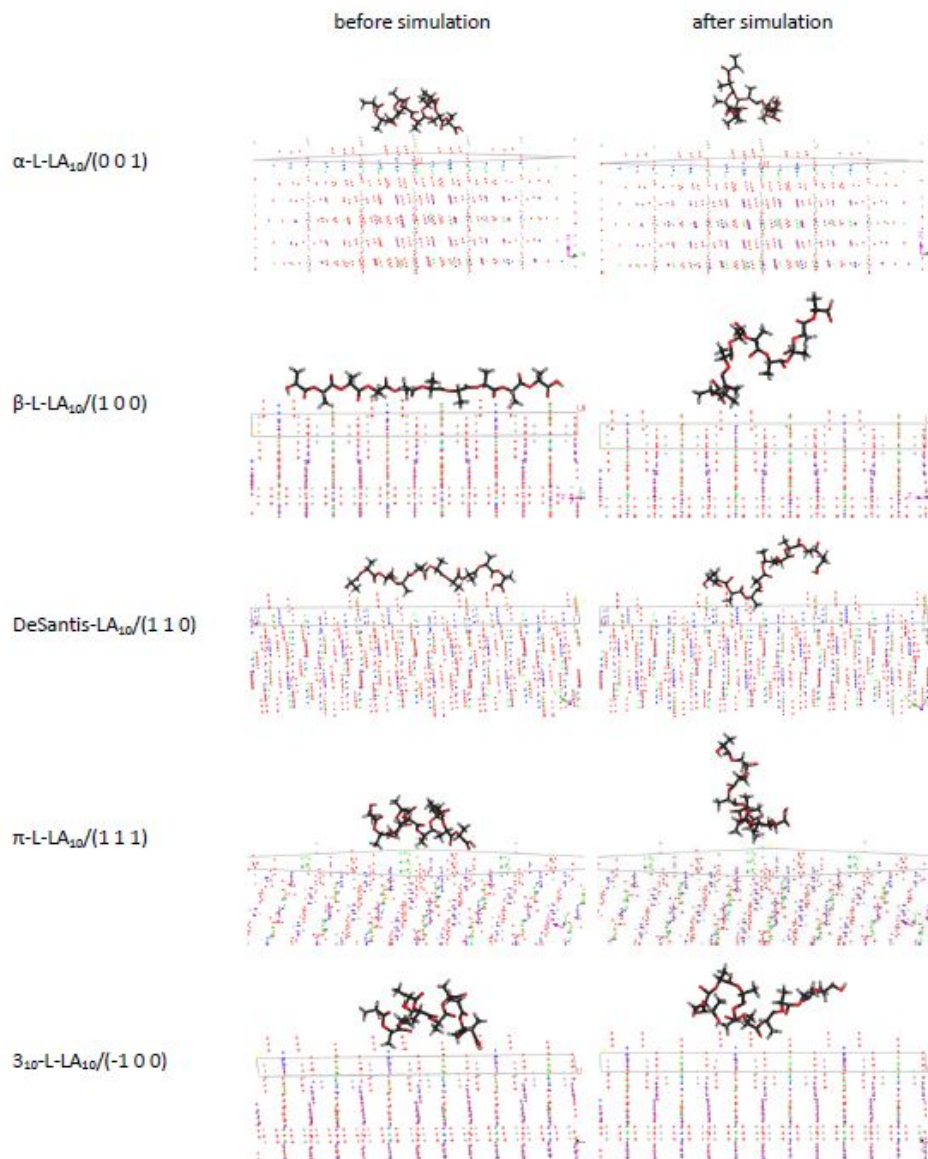 before simulation after simulation
α-L-LA₁₀/(0 0 1)
β-L-LA₁₀/(1 0 0)
DeSantis-LA₁₀/(1 1 0)
π-L-LA₁₀/(1 1 1)
3₁₀-L-LA₁₀/(-1 0 0)